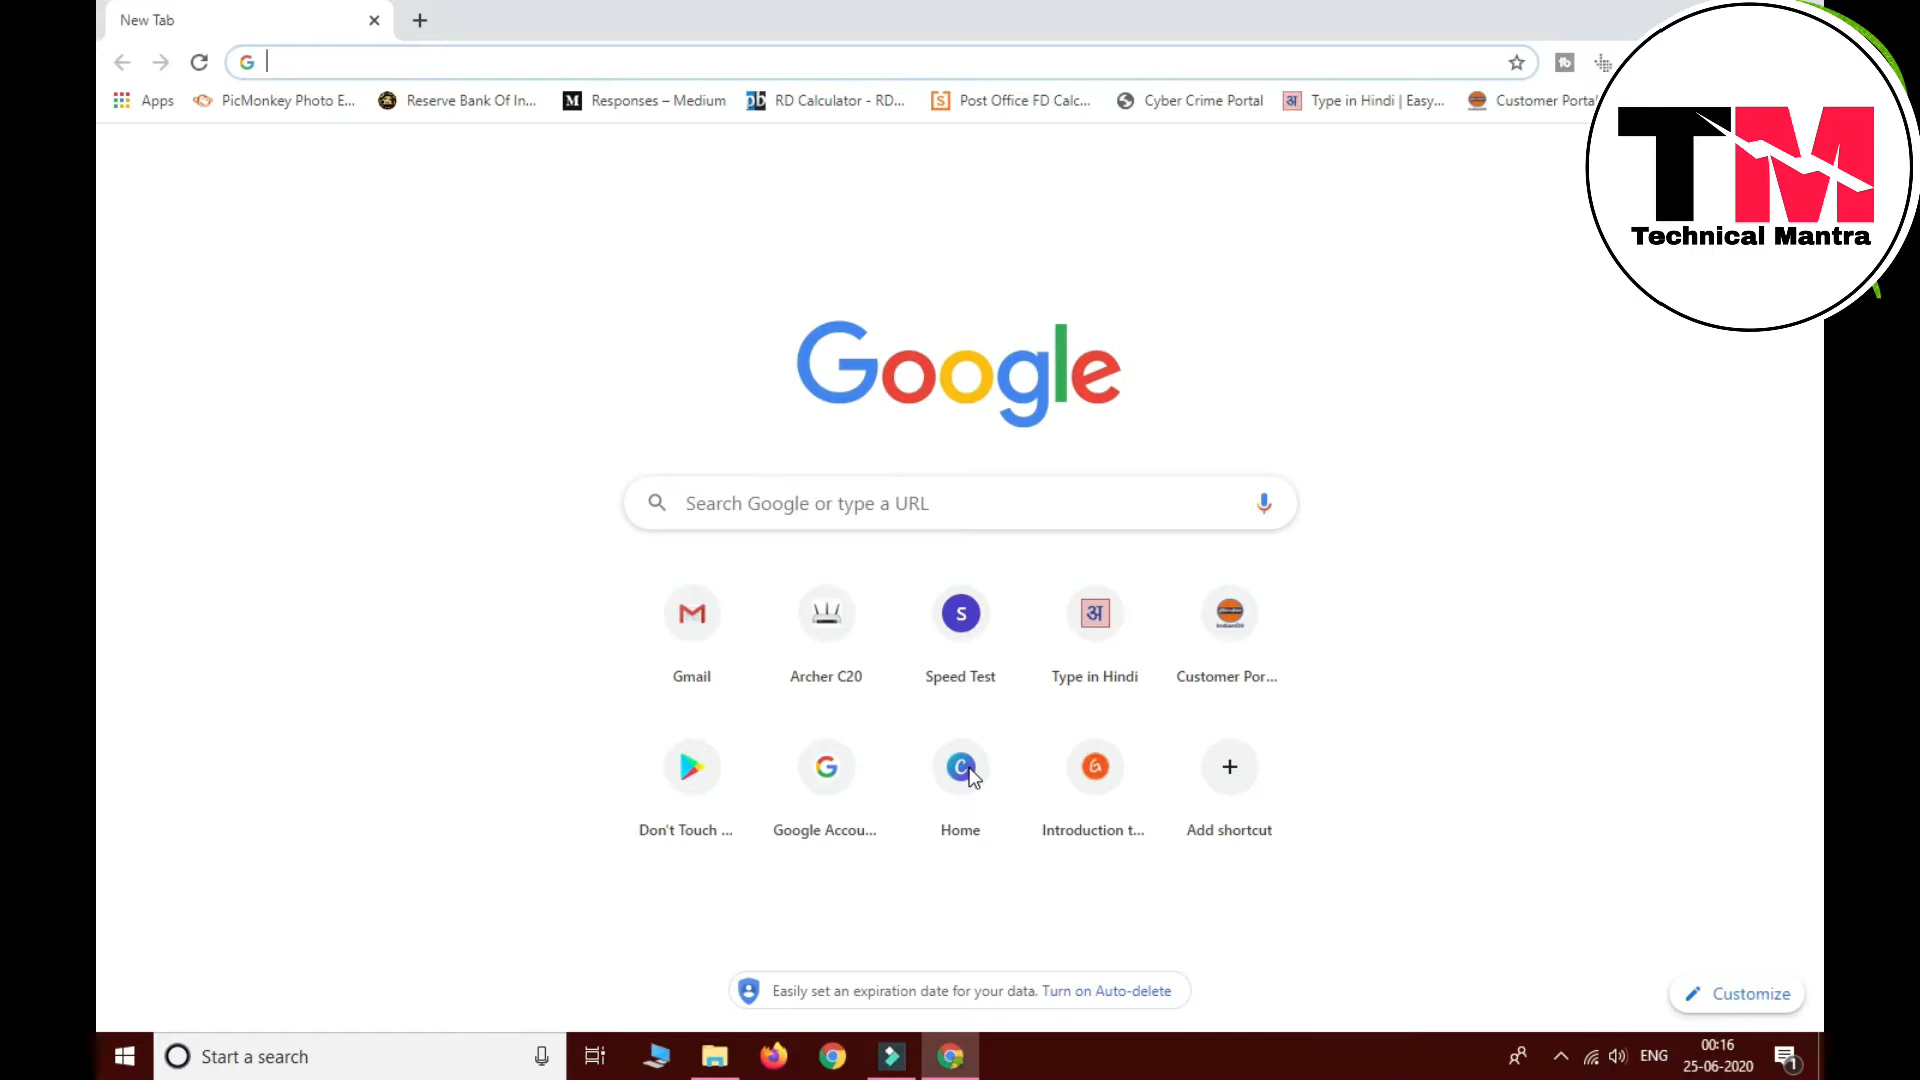 New Tab
Apps PicMonkey Photo E... Reserve Bank Of In... M Responses – Medium pb RD Calculator - RD... S Post Office FD Calc... Cyber Crime Portal अ Type in Hindi | Easy... Customer Porta
TM
Technical Mantra
Google
Search Google or type a URL
Gmail Archer C20 Speed Test Type in Hindi Customer Por...
Don't Touch ... Google Accou... Home Introduction t... Add shortcut
Easily set an expiration date for your data. Turn on Auto-delete
Customize
Start a search
ENG
00:16
25-06-2020
1